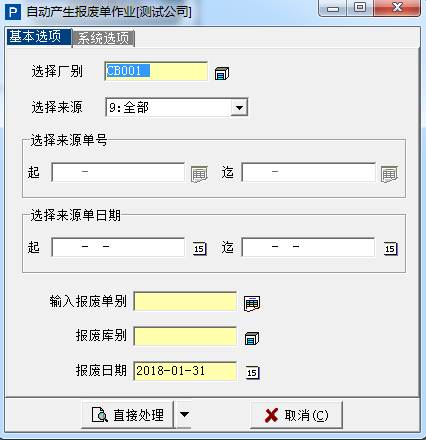 P 自动产生报废单作业[测试公司]
基本选项 系统选项
选择厂别 CB001
选择来源 9:全部
选择来源单号
起 - 迄 -
选择来源单日期
起 - - 15 迄 - - 15
输入报废单别
报废库别
报废日期 2018-01-31 15
直接处理 取消(C)